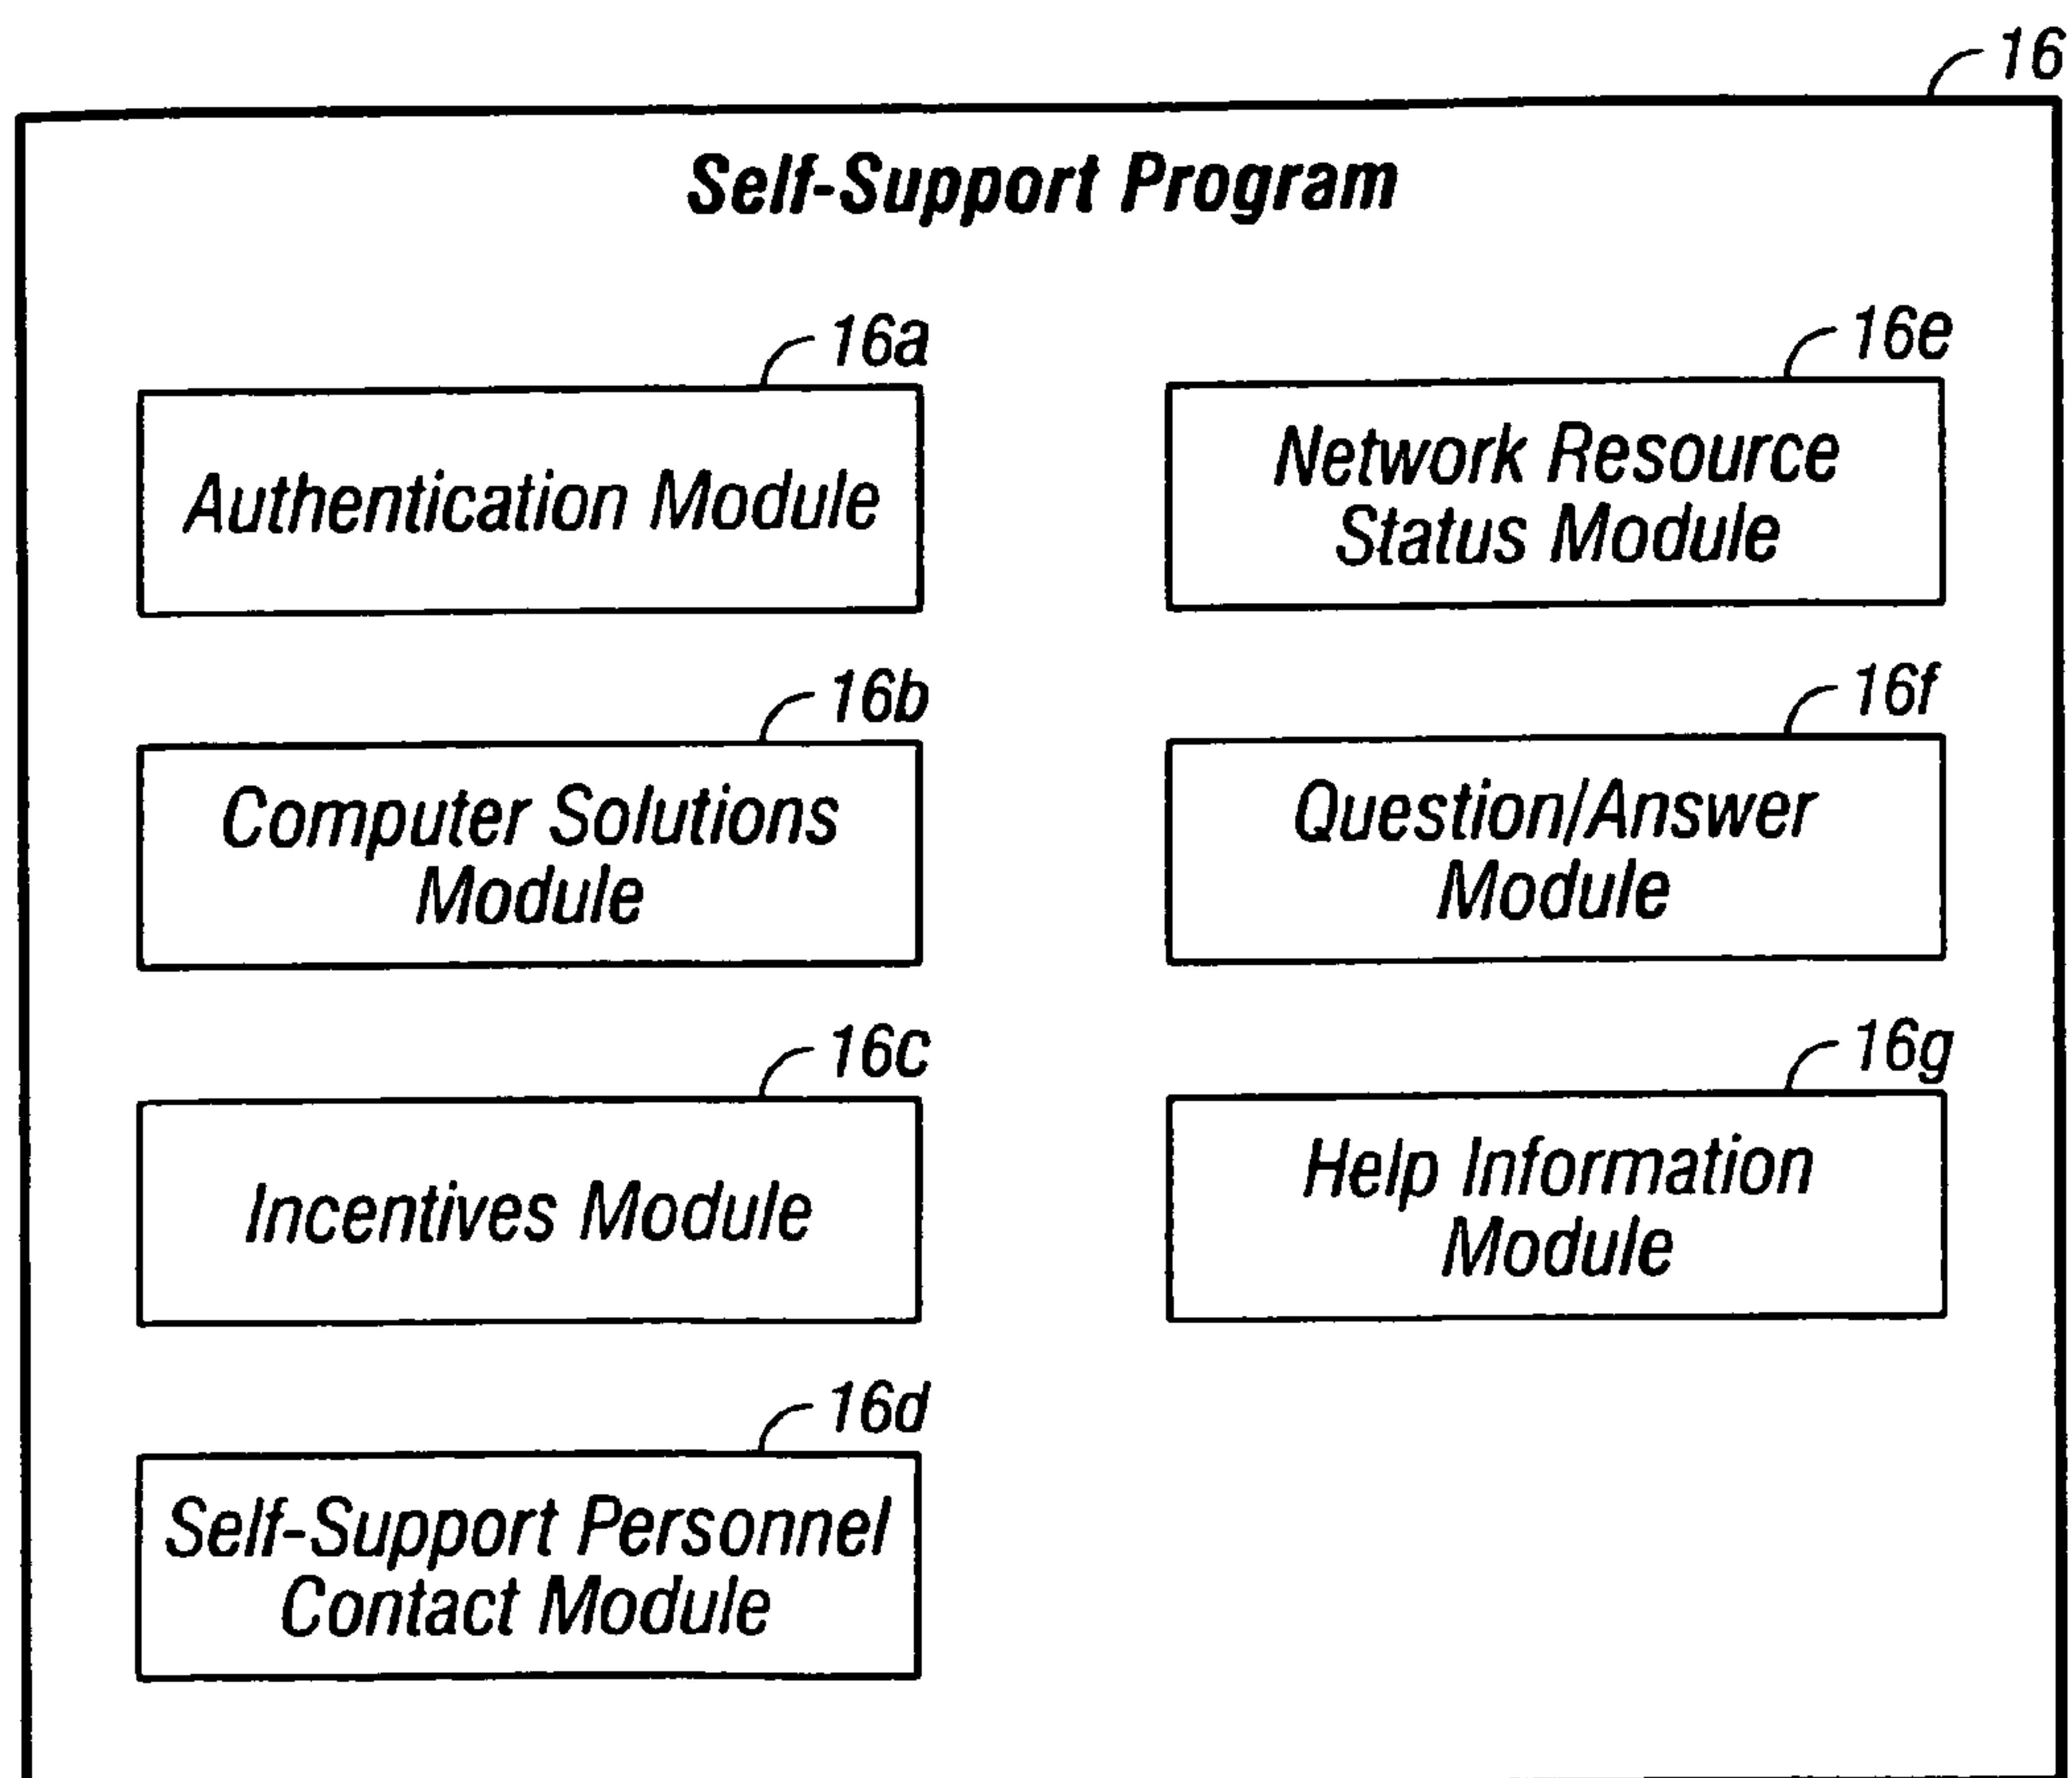 16
Self-Support Program
16a
Authentication Module
16b
Computer Solutions
Module
16c
Incentives Module
16d
Self-Support Personnel
Contact Module
16e
Network Resource
Status Module
16f
Question/Answer
Module
16g
Help Information
Module